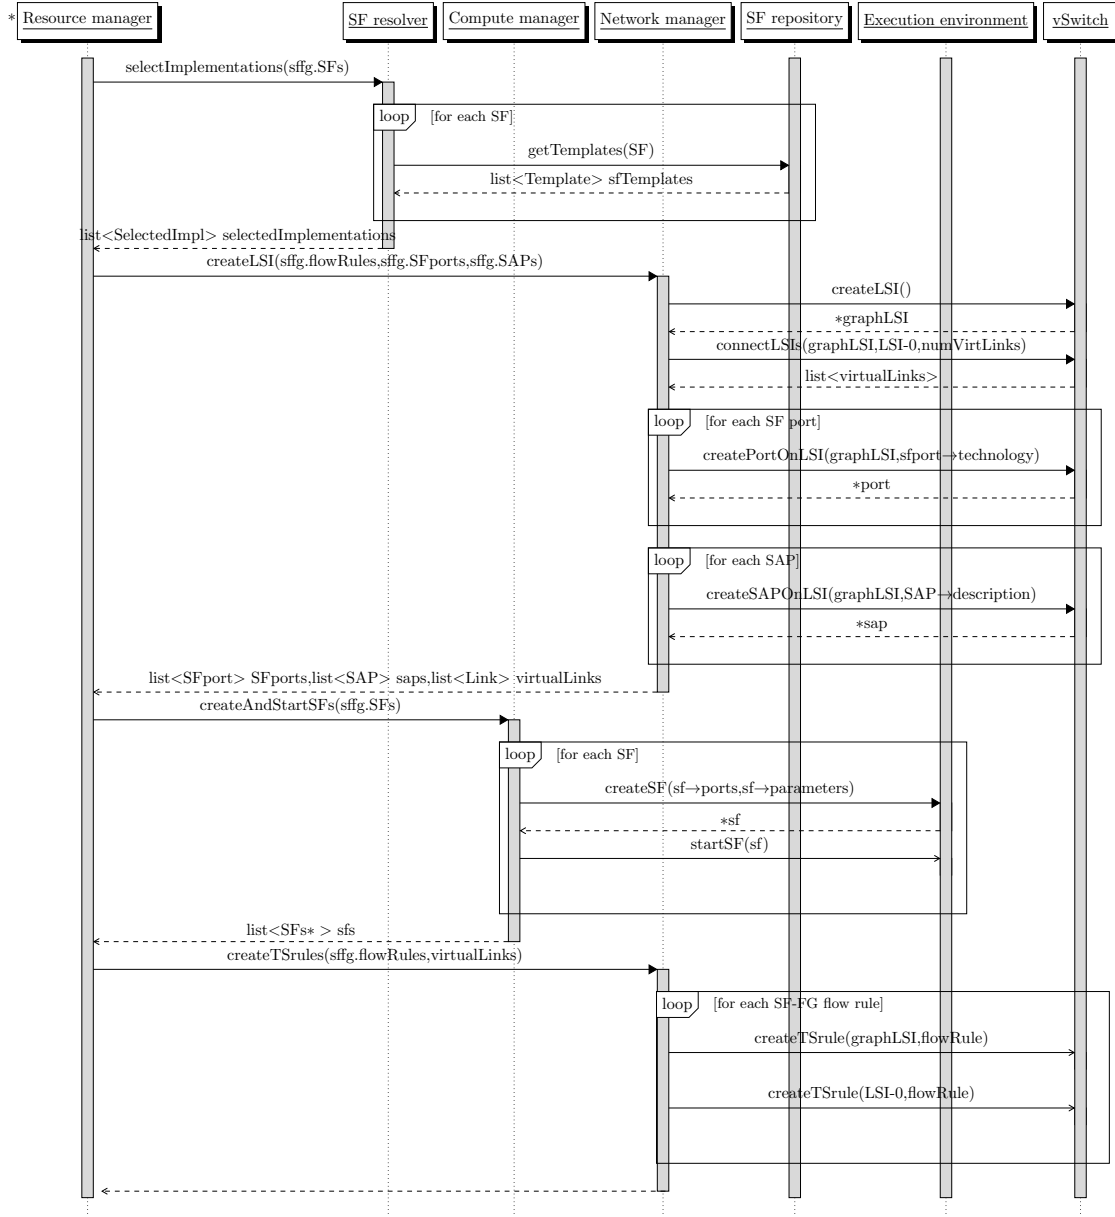 * Resource manager SF resolver Compute manager Network manager SF repository Execution environment vSwitch
selectImplementations(sffg.SFs)
loop [for each SF]
getTemplates(SF)
list<Template> sfTemplates
list<SelectedImpl> selectedImplementations
createLSI(sffg.flowRules,sffg.SFports,sffg.SAPs)
createLSI()
*graphLSI
connectLSIs(graphLSI,LSI-0,numVirtLinks)
list<virtualLinks>
loop [for each SF port]
createPortOnLSI(graphLSI,sfport→technology)
*port
loop [for each SAP]
createSAPOnLSI(graphLSI,SAP→description)
*sap
list<SFport> SFports,list<SAP> saps,list<Link> virtualLinks
createAndStartSFs(sffg.SFs)
loop [for each SF]
createSF(sf→ports,sf→parameters)
*sf
startSF(sf)
list<SFs* > sfs
createTSrules(sffg.flowRules,virtualLinks)
loop [for each SF-FG flow rule]
createTSrule(graphLSI,flowRule)
createTSrule(LSI-0,flowRule)